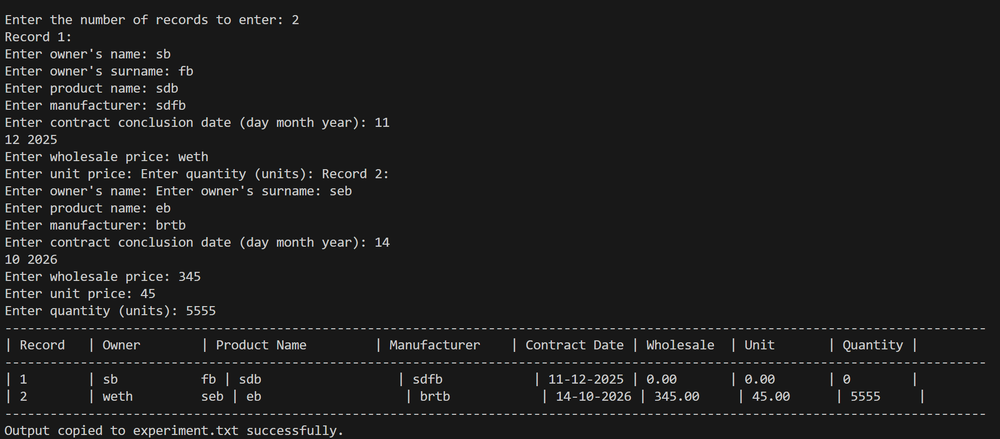 Enter the number of records to enter: 2
Record 1:
Enter owner's name: sb
Enter owner's surname: fb
Enter product name: sdb
Enter manufacturer: sdfb
Enter contract conclusion date (day month year): 11
12 2025
Enter wholesale price: weth
Enter unit price: Enter quantity (units): Record 2:
Enter owner's name: Enter owner's surname: seb
Enter product name: eb
Enter manufacturer: brtb
Enter contract conclusion date (day month year): 14
10 2026
Enter wholesale price: 345
Enter unit price: 45
Enter quantity (units): 5555
----------------------------------------------------------------------------------------------------------------------------------
| Record   | Owner        | Product Name         | Manufacturer    | Contract Date | Wholesale  | Unit       | Quantity |
----------------------------------------------------------------------------------------------------------------------------------
| 1        | sb           fb | sdb                  | sdfb            | 11-12-2025 | 0.00       | 0.00       | 0        |
| 2        | weth         seb | eb                   | brtb            | 14-10-2026 | 345.00     | 45.00      | 5555     |
----------------------------------------------------------------------------------------------------------------------------------
Output copied to experiment.txt successfully.